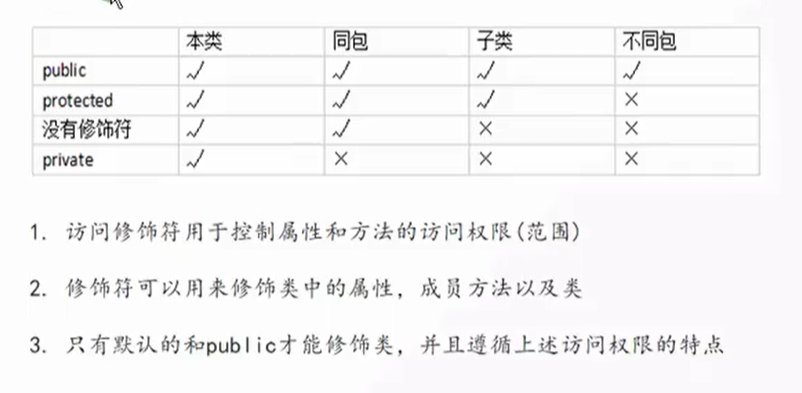 本类 同包 子类 不同包
public √ √ √ √
protected √ √ √ ×
没有修饰符 √ √ × ×
private √ × × ×
1. 访问修饰符用于控制属性和方法的访问权限(范围)
2. 修饰符可以用来修饰类中的属，成员方法以及类
3. 只有默认的和public才能修饰类，并且遵循上述访问权限的特点